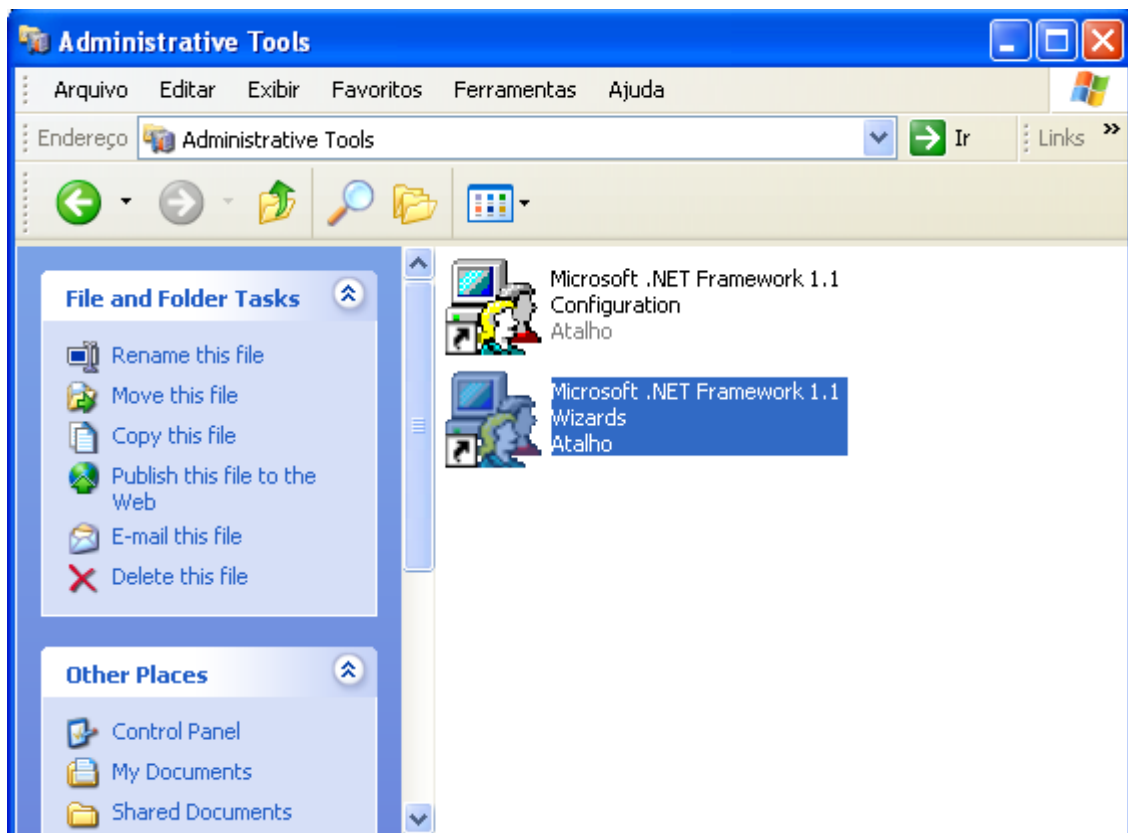 Administrative Tools
Arquivo Editar Exibir Favoritos Ferramentas Ajuda
Endereço Administrative Tools Ir Links »
File and Folder Tasks
Rename this file
Move this file
Copy this file
Publish this file to the
Web
E-mail this file
Delete this file
Other Places
Control Panel
My Documents
Shared Documents
Microsoft .NET Framework 1.1
Configuration
Atalho
Microsoft .NET Framework 1.1
Wizards
Atalho